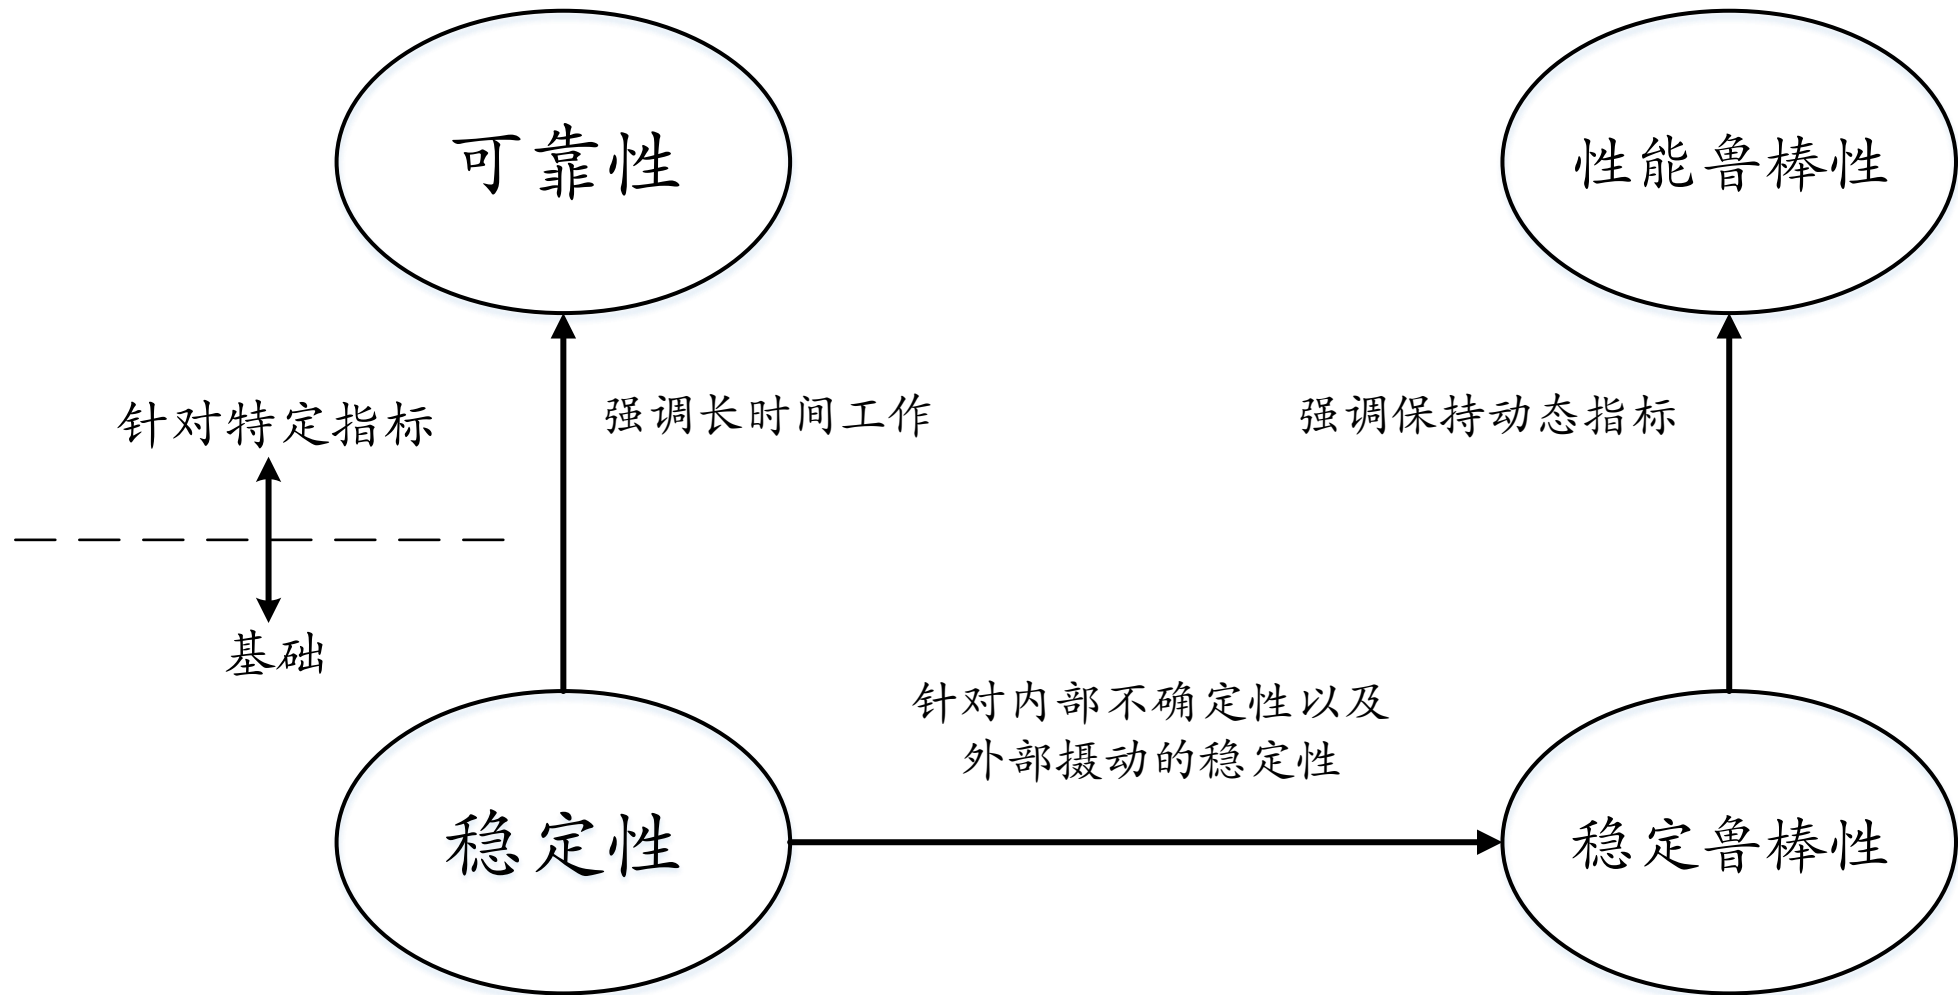 可靠性
性能鲁棒性
针对特定指标
强调长时间工作
强调保持动态指标
基础
针对内部不确定性以及
外部摄动的稳定性
稳定性
稳定鲁棒性